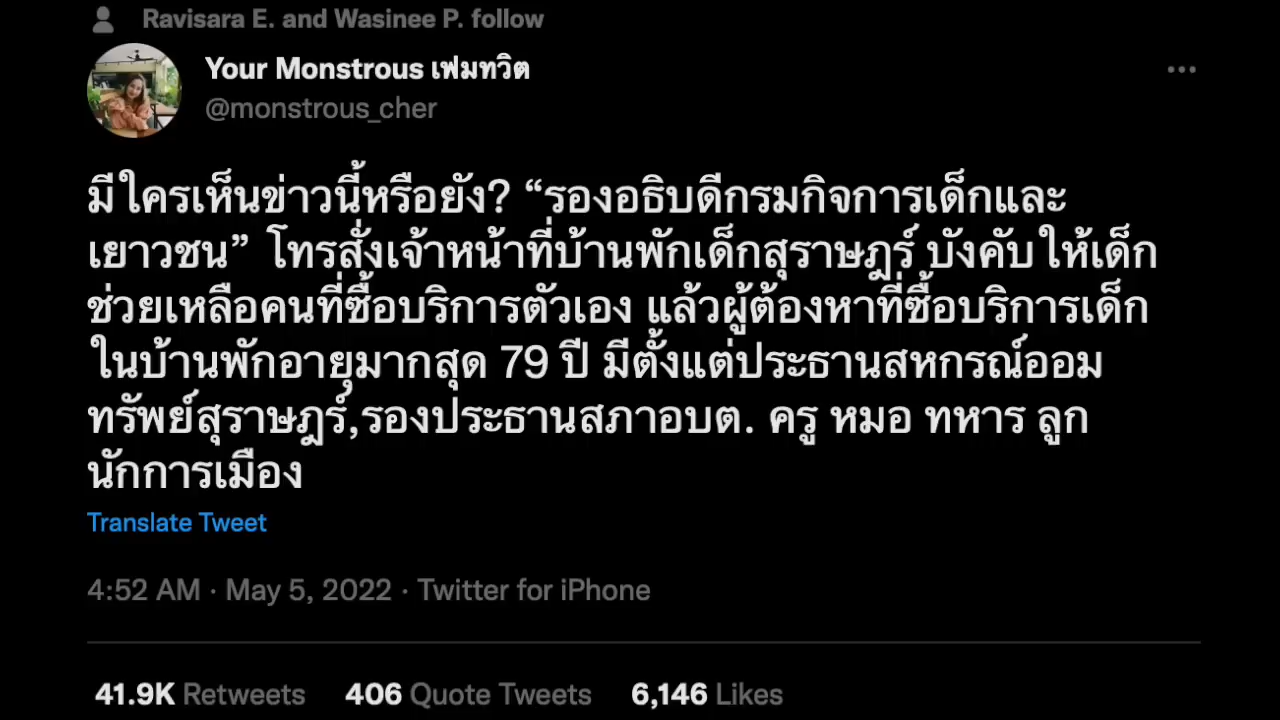 Ravisara E. and Wasinee P. follow
Your Monstrous เฟมทวิต
@monstrous_cher
มีใครเห็นข่าวนี้หรือยัง? “รองอธิบดีกรมกิจการเด็กและ
เยาวชน” โทรสั่งเจ้าหน้าที่บ้านพักเด็กสุราษฎร์ บังคับให้เด็ก
ช่วยเหลือคนที่ซื้อบริการตัวเอง แล้วผู้ต้องหาที่ซื้อบริการเด็ก
ในบ้านพักอายุมากสุด 79 ปี มีตั้งแต่ประธานสหกรณ์ออม
ทรัพย์สุราษฎร์,รองประธานสภาอบต. ครู หมอ ทหาร ลูก
นักการเมือง
Translate Tweet
4:52 AM · May 5, 2022 · Twitter for iPhone
41.9K Retweets 406 Quote Tweets 6,146 Likes